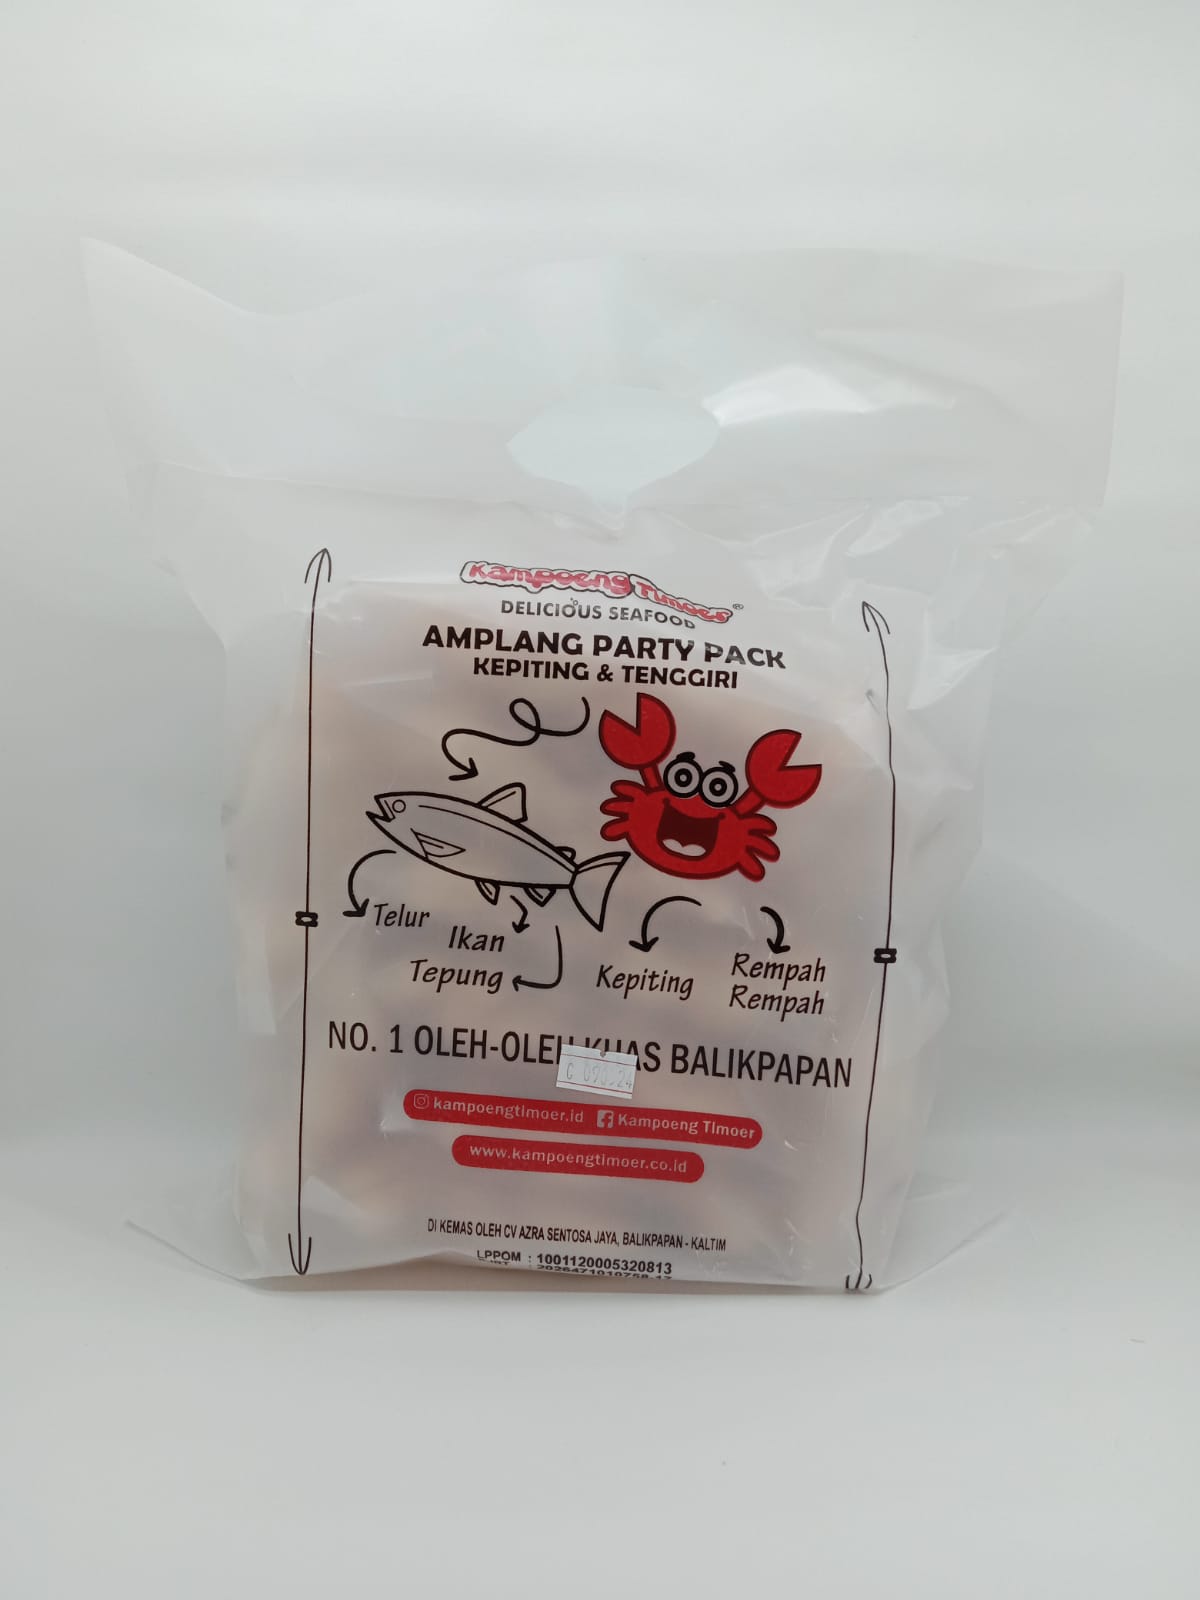 Kampoeng Timoer®
DELICIOUS SEAFOOD
AMPLANG PARTY PACK
KEPITING & TENGGIRI
Telur
Ikan
Tepung
Kepiting
Rempah
Rempah
NO. 1 OLEH-OLEH KHAS BALIKPAPAN
kampoengtimoer.id Kampoeng TImoer
www.kampoengtimoer.co.id
DI KEMAS OLEH CV AZRA SENTOSA JAYA, BALIKPAPAN - KALTIM
LPPOM : 1001120005320813